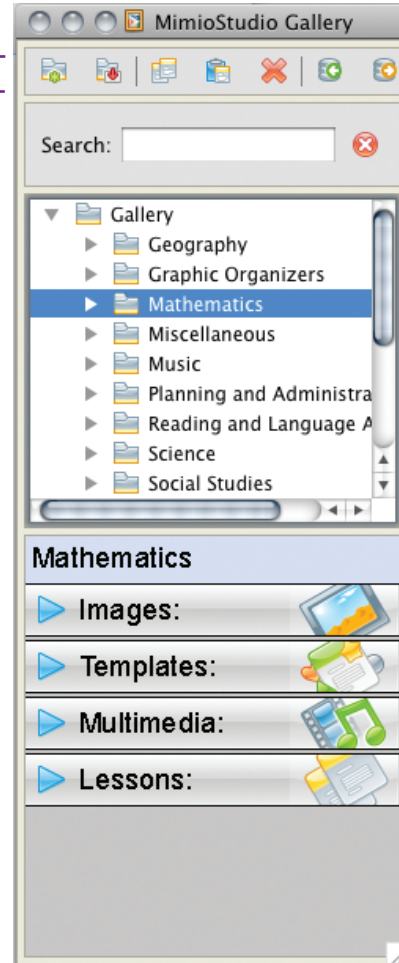 MimioStudio Gallery
Search:
Gallery
Geography
Graphic Organizers
Mathematics
Miscellaneous
Music
Planning and Administra
Reading and Language A
Science
Social Studies
Mathematics
Images:
Templates:
Multimedia:
Lessons: